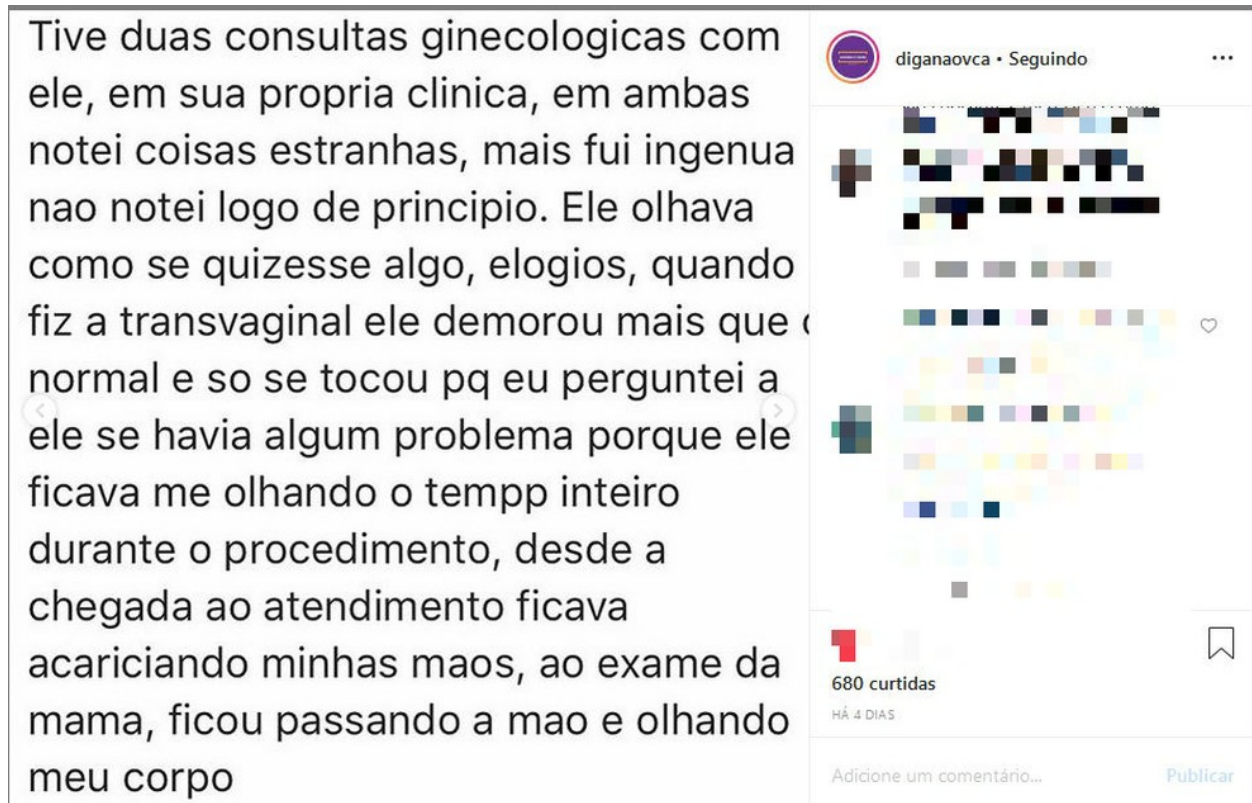 Tive duas consultas ginecologicas com
ele, em sua propria clinica, em ambas
notei coisas estranhas, mais fui ingenua
nao notei logo de principio. Ele olhava
como se quizesse algo, elogios, quando
fiz a transvaginal ele demorou mais que
normal e so se tocou pq eu perguntei a
ele se havia algum problema porque ele
ficava me olhando o tempp inteiro
durante o procedimento, desde a
chegada ao atendimento ficava
acariciando minhas maos, ao exame da
mama, ficou passando a mao e olhando
meu corpo
diganaovca • Seguindo
680 curtidas
HÁ 4 DIAS
Adicione um comentário... Publicar